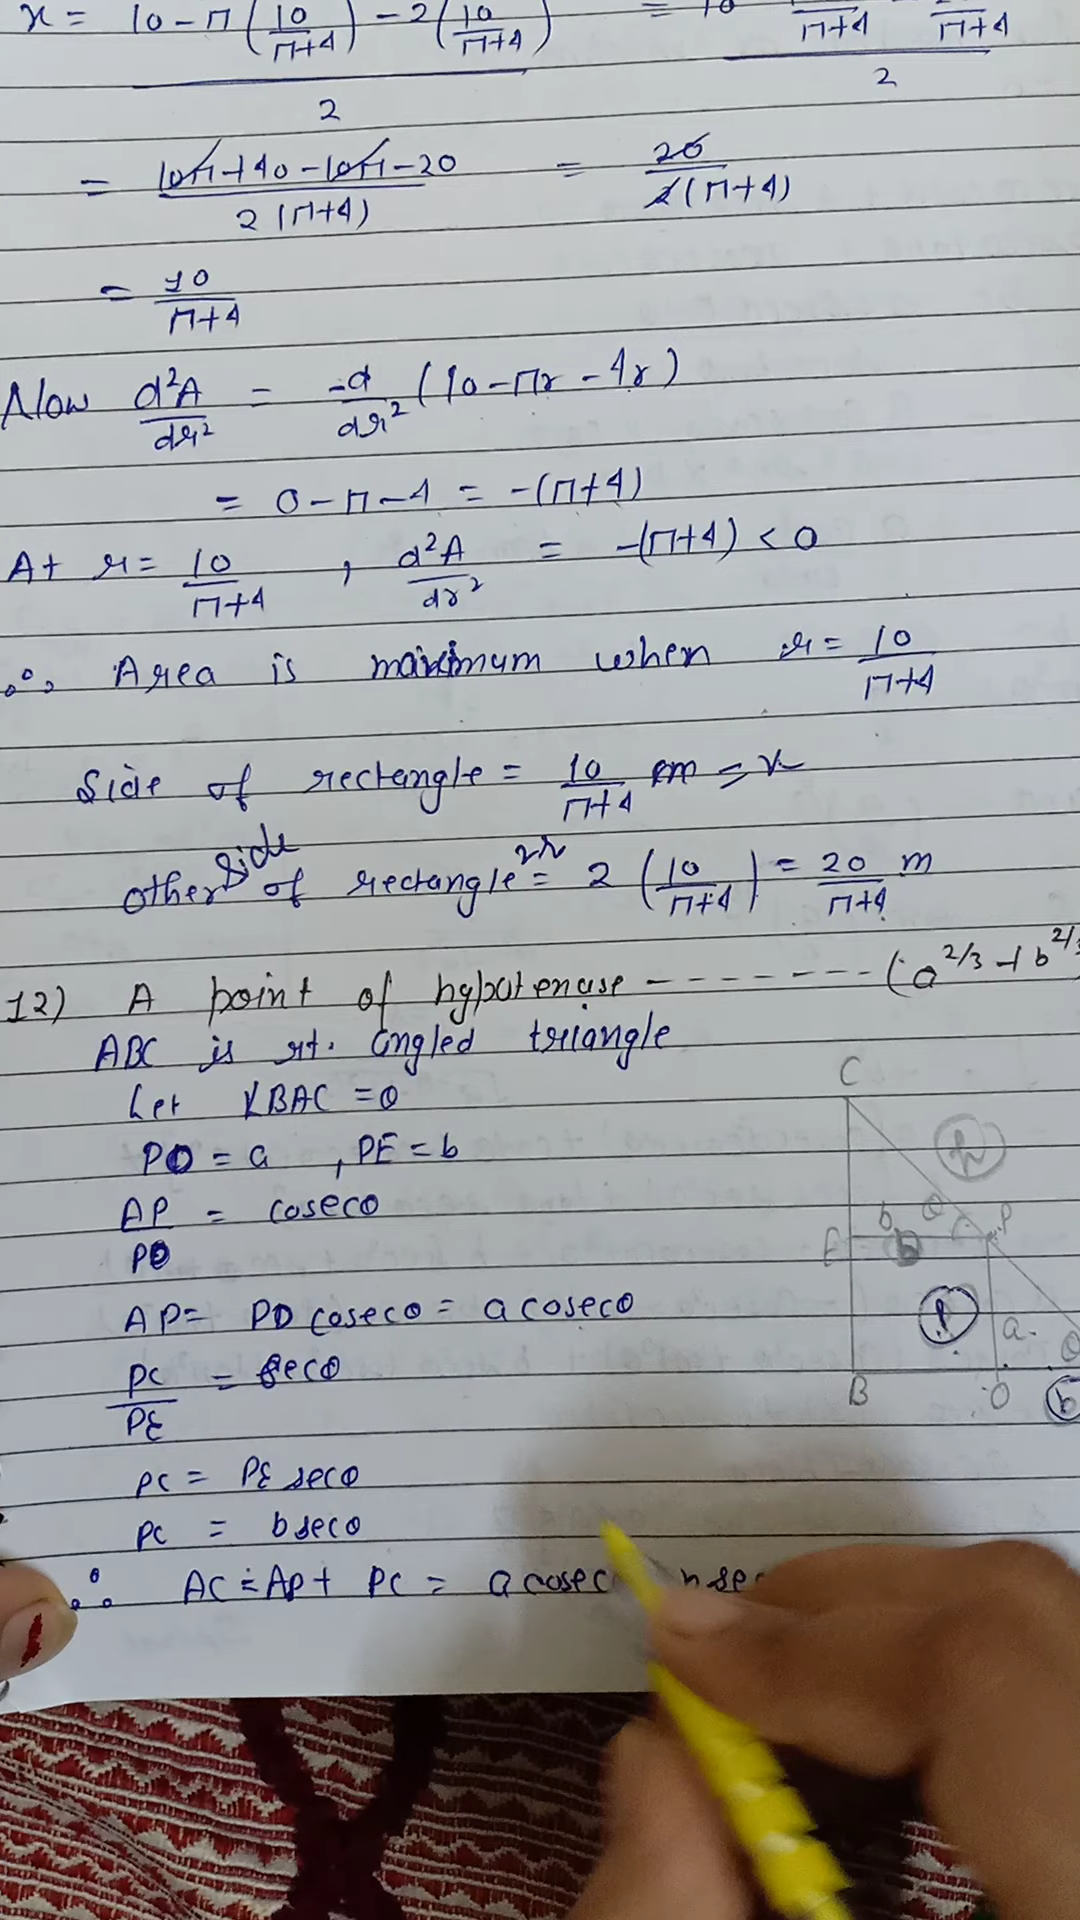 x = 10 - π(10/π+4) - 2(10/π+4) = 10
π+4 π+4
2 2
= 10π+40-10π-20 / 2(π+4) = 20 / 2(π+4)
= 10 / π+4
Now d²A/dr² = -d/dr² (10-πr-4r)
= 0-π-4 = -(π+4)
At r = 10/π+4 , d²A/dr² = -(π+4) < 0
∴ Area is maximum when r = 10/π+4
Side of rectangle = 10/π+4 m = x
other side of rectangle = 2r 2(10/π+4) = 20/π+4 m
12) A point of hypotenuse ------- (a^2/3 + b^2/3
ABC is rt. angled triangle
Let ∠BAC = θ
PD = a , PE = b
AP/PD = cosecθ
AP = PD cosecθ = a cosecθ
PC/PE = secθ
PC = PE secθ
PC = b secθ
∴ AC = AP + PC = a cosec
C
h
b θ P
E b
P a θ
B D b